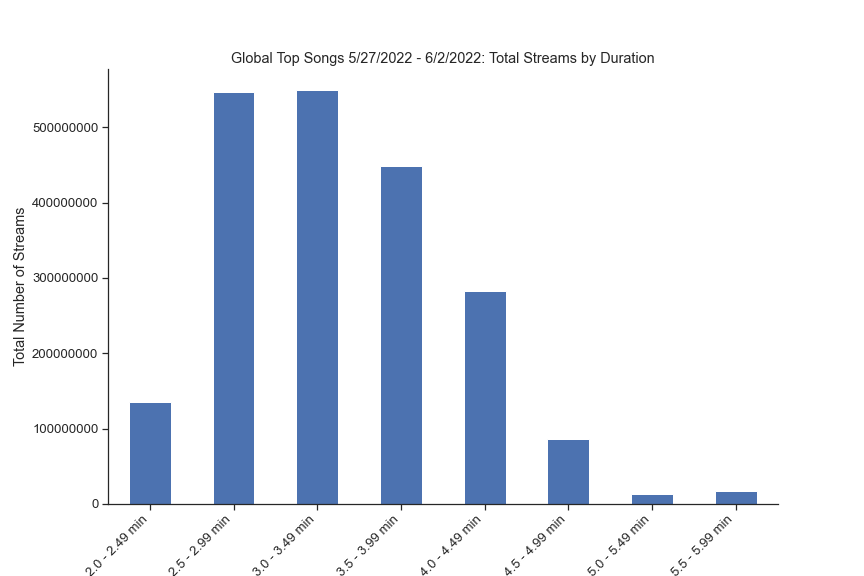 Global Top Songs 5/27/2022 - 6/2/2022: Total Streams by Duration
Total Number of Streams
500000000
400000000
300000000
200000000
100000000
0
2.0 - 2.49 min
2.5 - 2.99 min
3.0 - 3.49 min
3.5 - 3.99 min
4.0 - 4.49 min
4.5 - 4.99 min
5.0 - 5.49 min
5.5 - 5.99 min